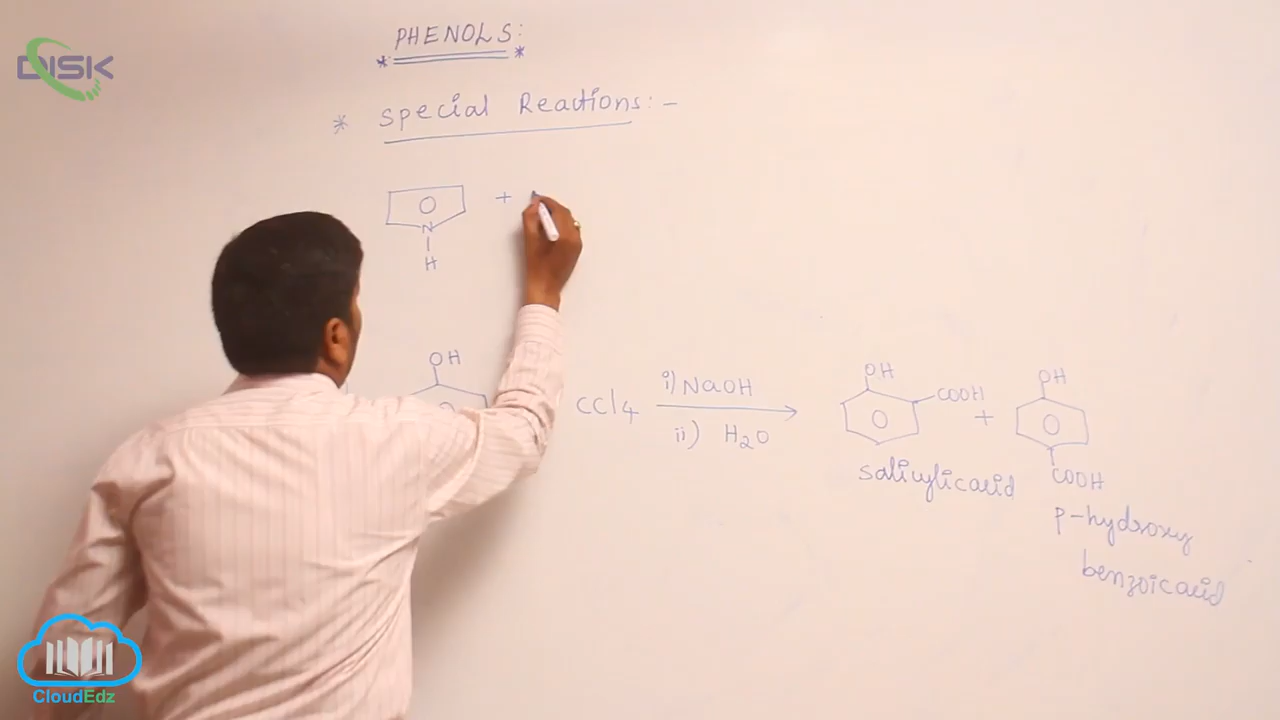 DISK
* PHENOLS: *
* Special Reactions: -
+
N
H
OH
CCl4
i) NaOH
ii) H2O
OH
COOH
+
OH
COOH
salicylicacid
p-hydroxy
benzoicacid
CloudEdz